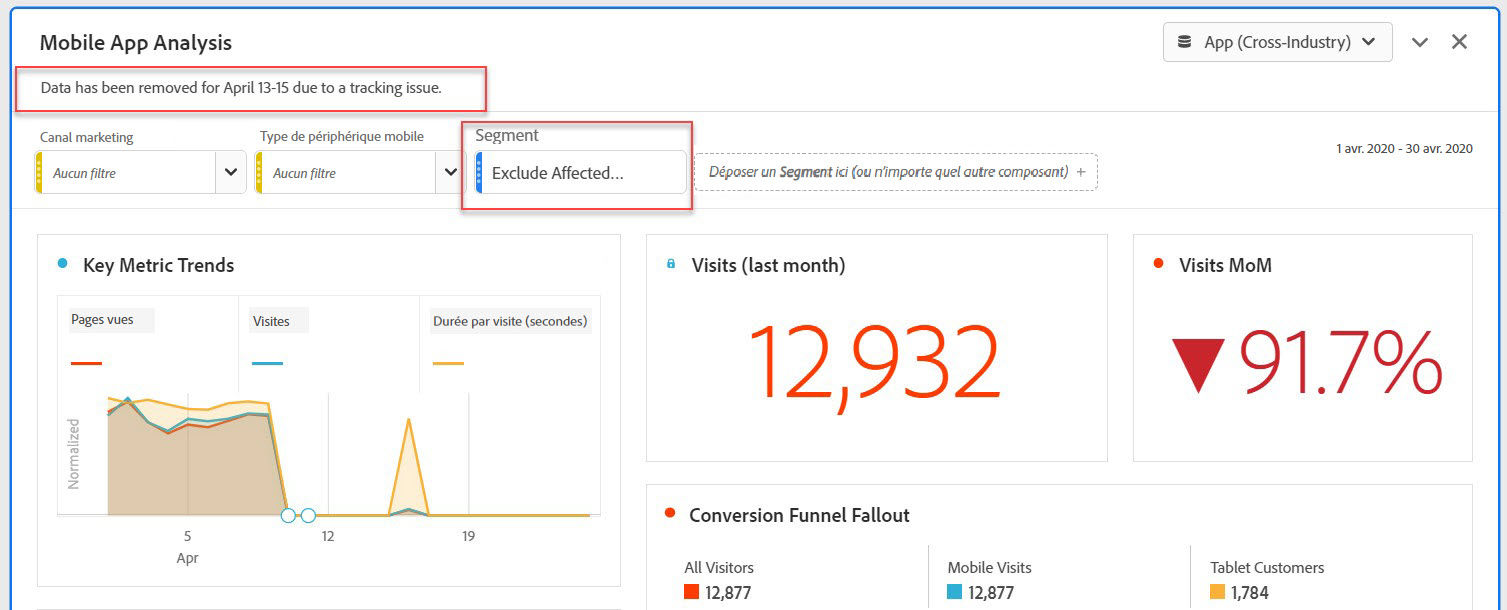 Mobile App Analysis
App (Cross-Industry)
Data has been removed for April 13-15 due to a tracking issue.
Canal marketing
Type de périphérique mobile
Segment
Aucun filtre
Aucun filtre
Exclude Affected...
Déposer un Segment ici (ou n'importe quel autre composant) +
1 avr. 2020 - 30 avr. 2020
Key Metric Trends
Pages vues
Visites
Durée par visite (secondes)
Normalized
5
12
19
Apr
Visits (last month)
12,932
Visits MoM
▼91.7%
Conversion Funnel Fallout
All Visitors
12,877
Mobile Visits
12,877
Tablet Customers
1,784